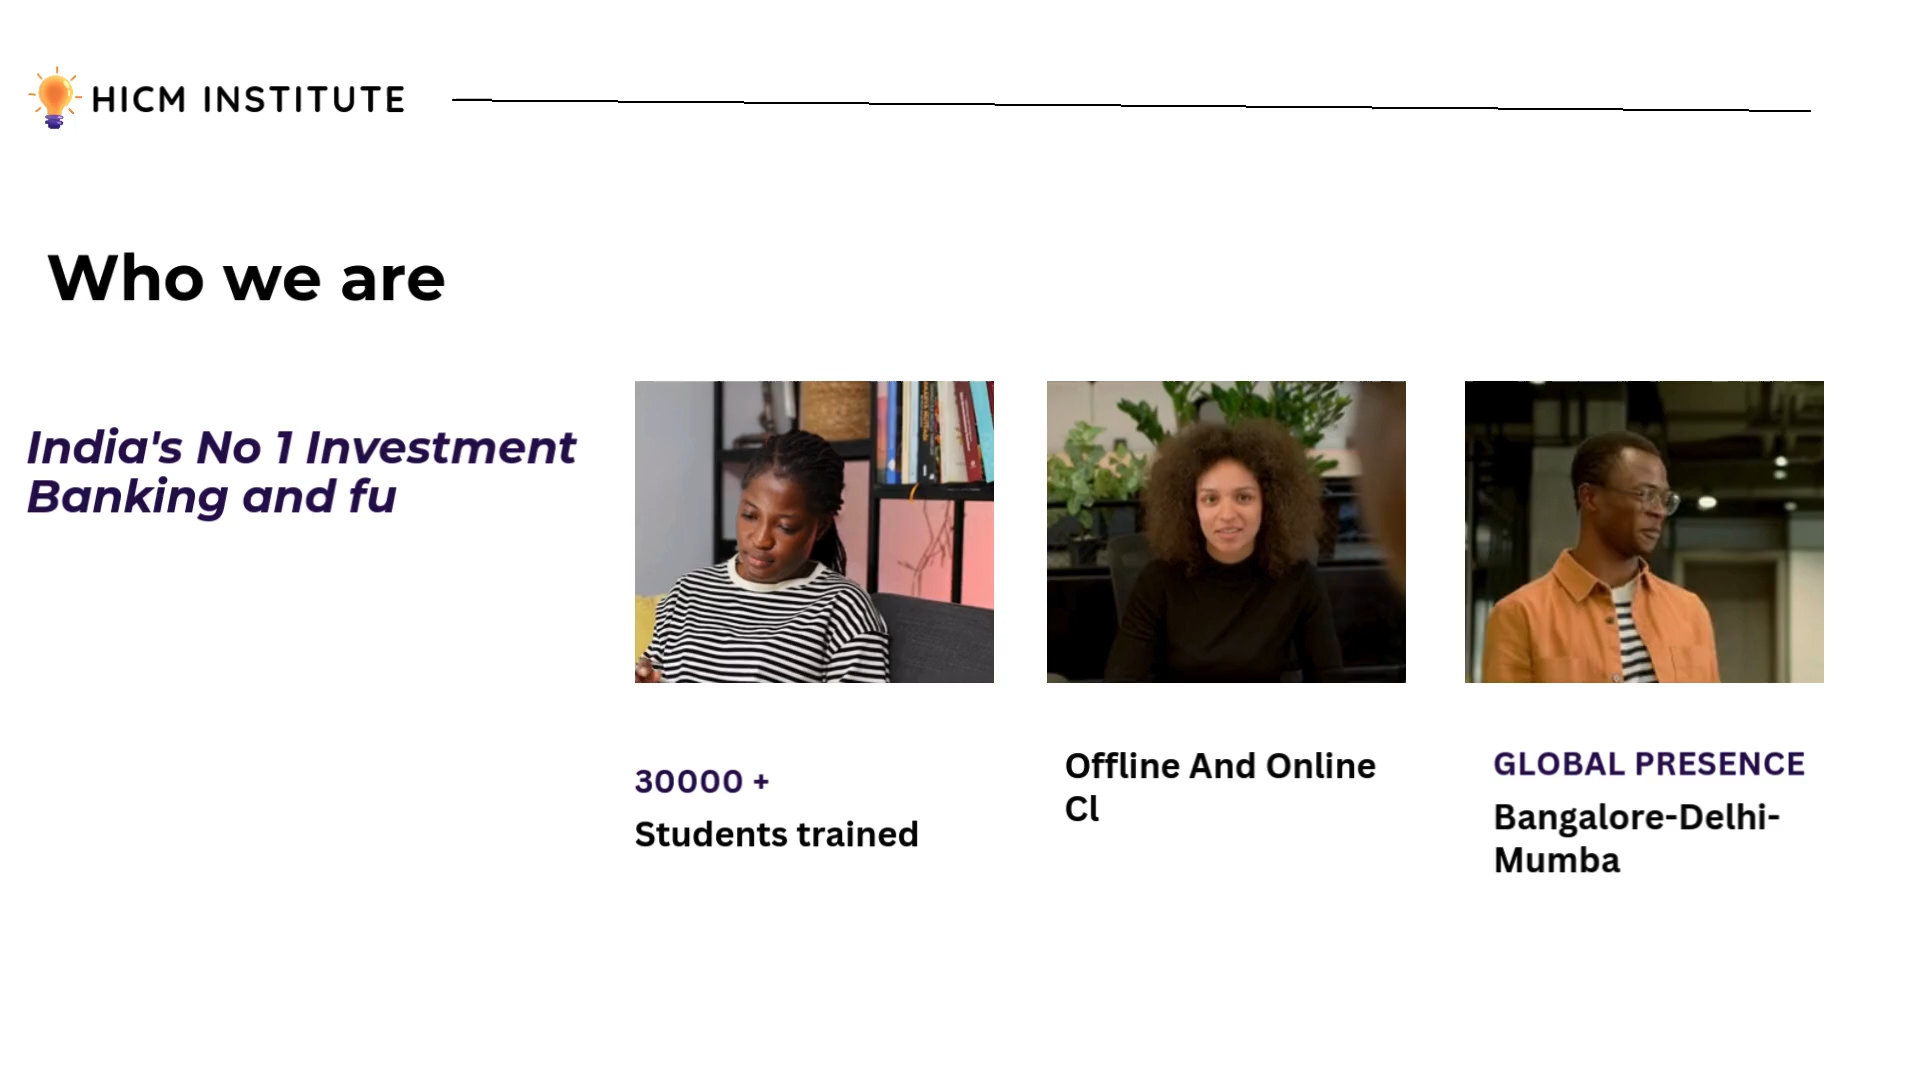 HICM INSTITUTE
Who we are
India's No 1 Investment
Banking and fu
30000 +
Students trained
Offline And Online
Cl
GLOBAL PRESENCE
Bangalore-Delhi-
Mumba